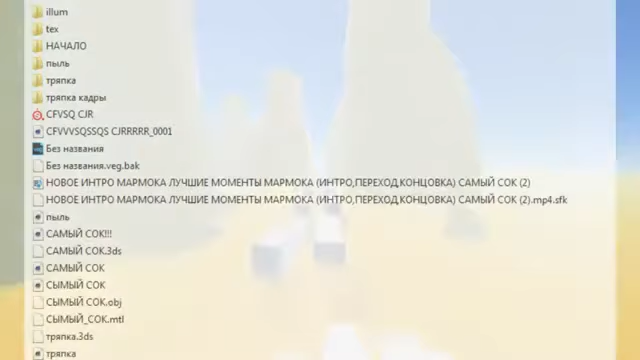 illum
tex
НАЧАЛО
пыль
тряпка
тряпка кадры
CFVSQ CJR
CFVVVSQSSQS CJRRRRR_0001
Без названия
Без названия.veg.bak
НОВОЕ ИНТРО МАРМОКА ЛУЧШИЕ МОМЕНТЫ МАРМОКА (ИНТРО,ПЕРЕХОД,КОНЦОВКА) САМЫЙ СОК (2)
НОВОЕ ИНТРО МАРМОКА ЛУЧШИЕ МОМЕНТЫ МАРМОКА (ИНТРО,ПЕРЕХОД,КОНЦОВКА) САМЫЙ СОК (2).mp4.sfk
пыль
САМЫЙ СОК!!!
САМЫЙ СОК.3ds
САМЫЙ СОК
СЫМЫЙ СОК
СЫМЫЙ СОК.obj
СЫМЫЙ_СОК.mtl
тряпка.3ds
тряпка